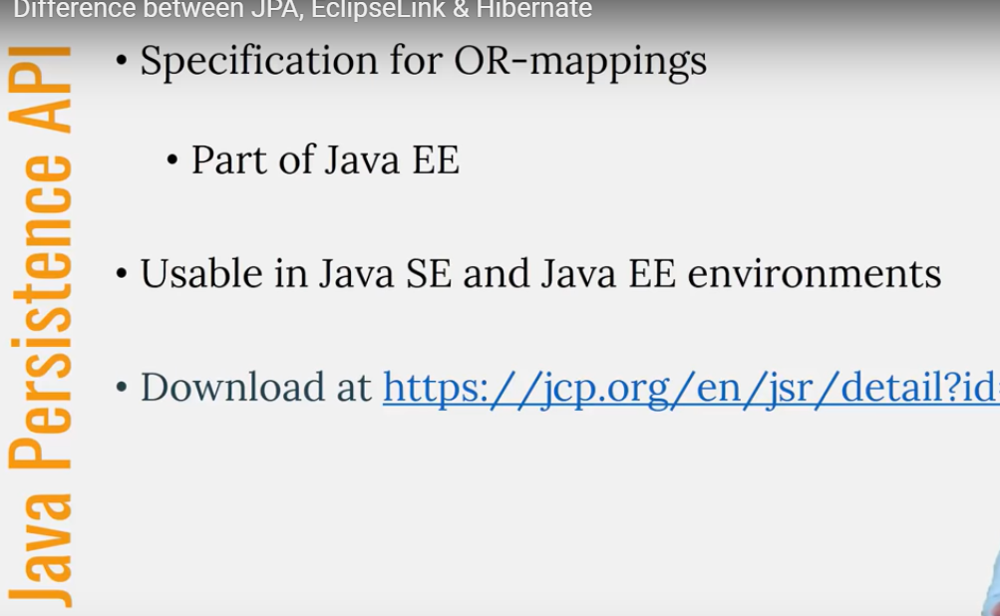 Difference between JPA, EclipseLink & Hibernate
Java Persistence API
• Specification for OR-mappings
• Part of Java EE
• Usable in Java SE and Java EE environments
• Download at https://jcp.org/en/jsr/detail?id=